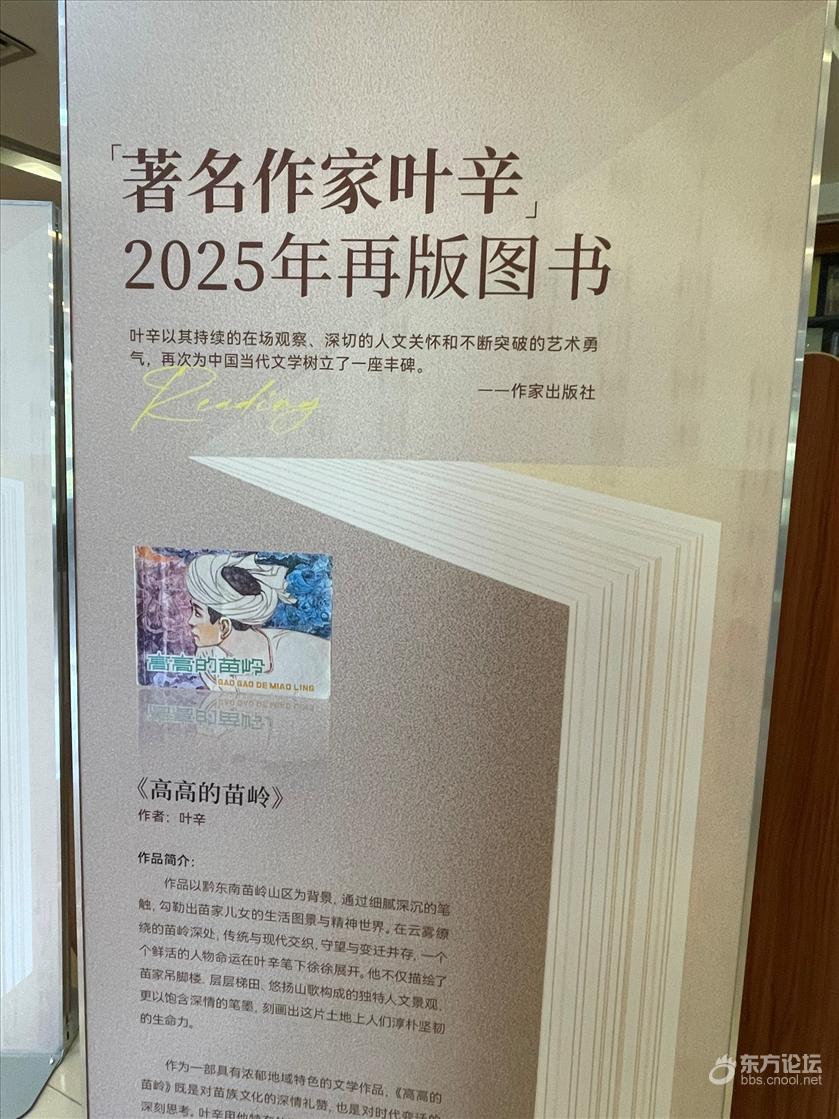 「著名作家叶辛」
2025年再版图书
叶辛以其持续的在场观察、深切的人文关怀和不断突破的艺术勇
气，再次为中国当代文学树立了一座丰碑。
——作家出版社
Reading
高高的苗岭
GAO GAO DE MIAO LING
《高高的苗岭》
作者：叶辛
作品简介：
作品以黔东南苗岭山区为背景，通过细腻深沉的笔
触，勾勒出苗家儿女的生活图景与精神世界。在云雾缭
绕的苗岭深处，传统与现代交织，守望与变迁并存，一个
个鲜活的人物命运在叶辛笔下徐徐展开。他不仅描绘了
苗家吊脚楼、层层梯田、悠扬山歌构成的独特人文景观，
更以饱含深情的笔墨，刻画出这片土地上人们淳朴坚韧
的生命力。
作为一部具有浓郁地域特色的文学作品，《高高的
苗岭》既是对苗族文化的深情礼赞，也是对时代变迁的
深刻思考。叶辛用他特有的
东方论坛
bbs.cnool.net